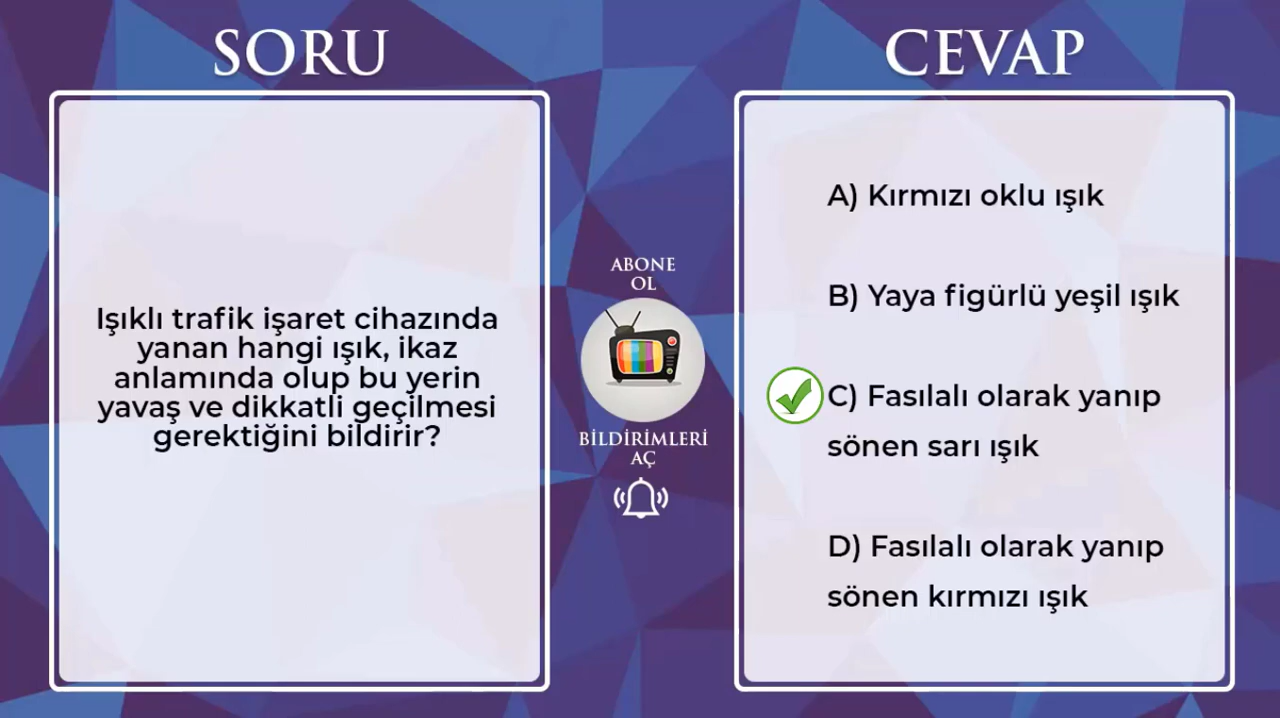 SORU
Işıklı trafik işaret cihazında
yanan hangi ışık, ikaz
anlamında olup bu yerin
yavaş ve dikkatli geçilmesi
gerektiğini bildirir?
ABONE
OL
BİLDİRİMLERİ
AÇ
CEVAP
A) Kırmızı oklu ışık
B) Yaya figürlü yeşil ışık
C) Fasılalı olarak yanıp
sönen sarı ışık
D) Fasılalı olarak yanıp
sönen kırmızı ışık